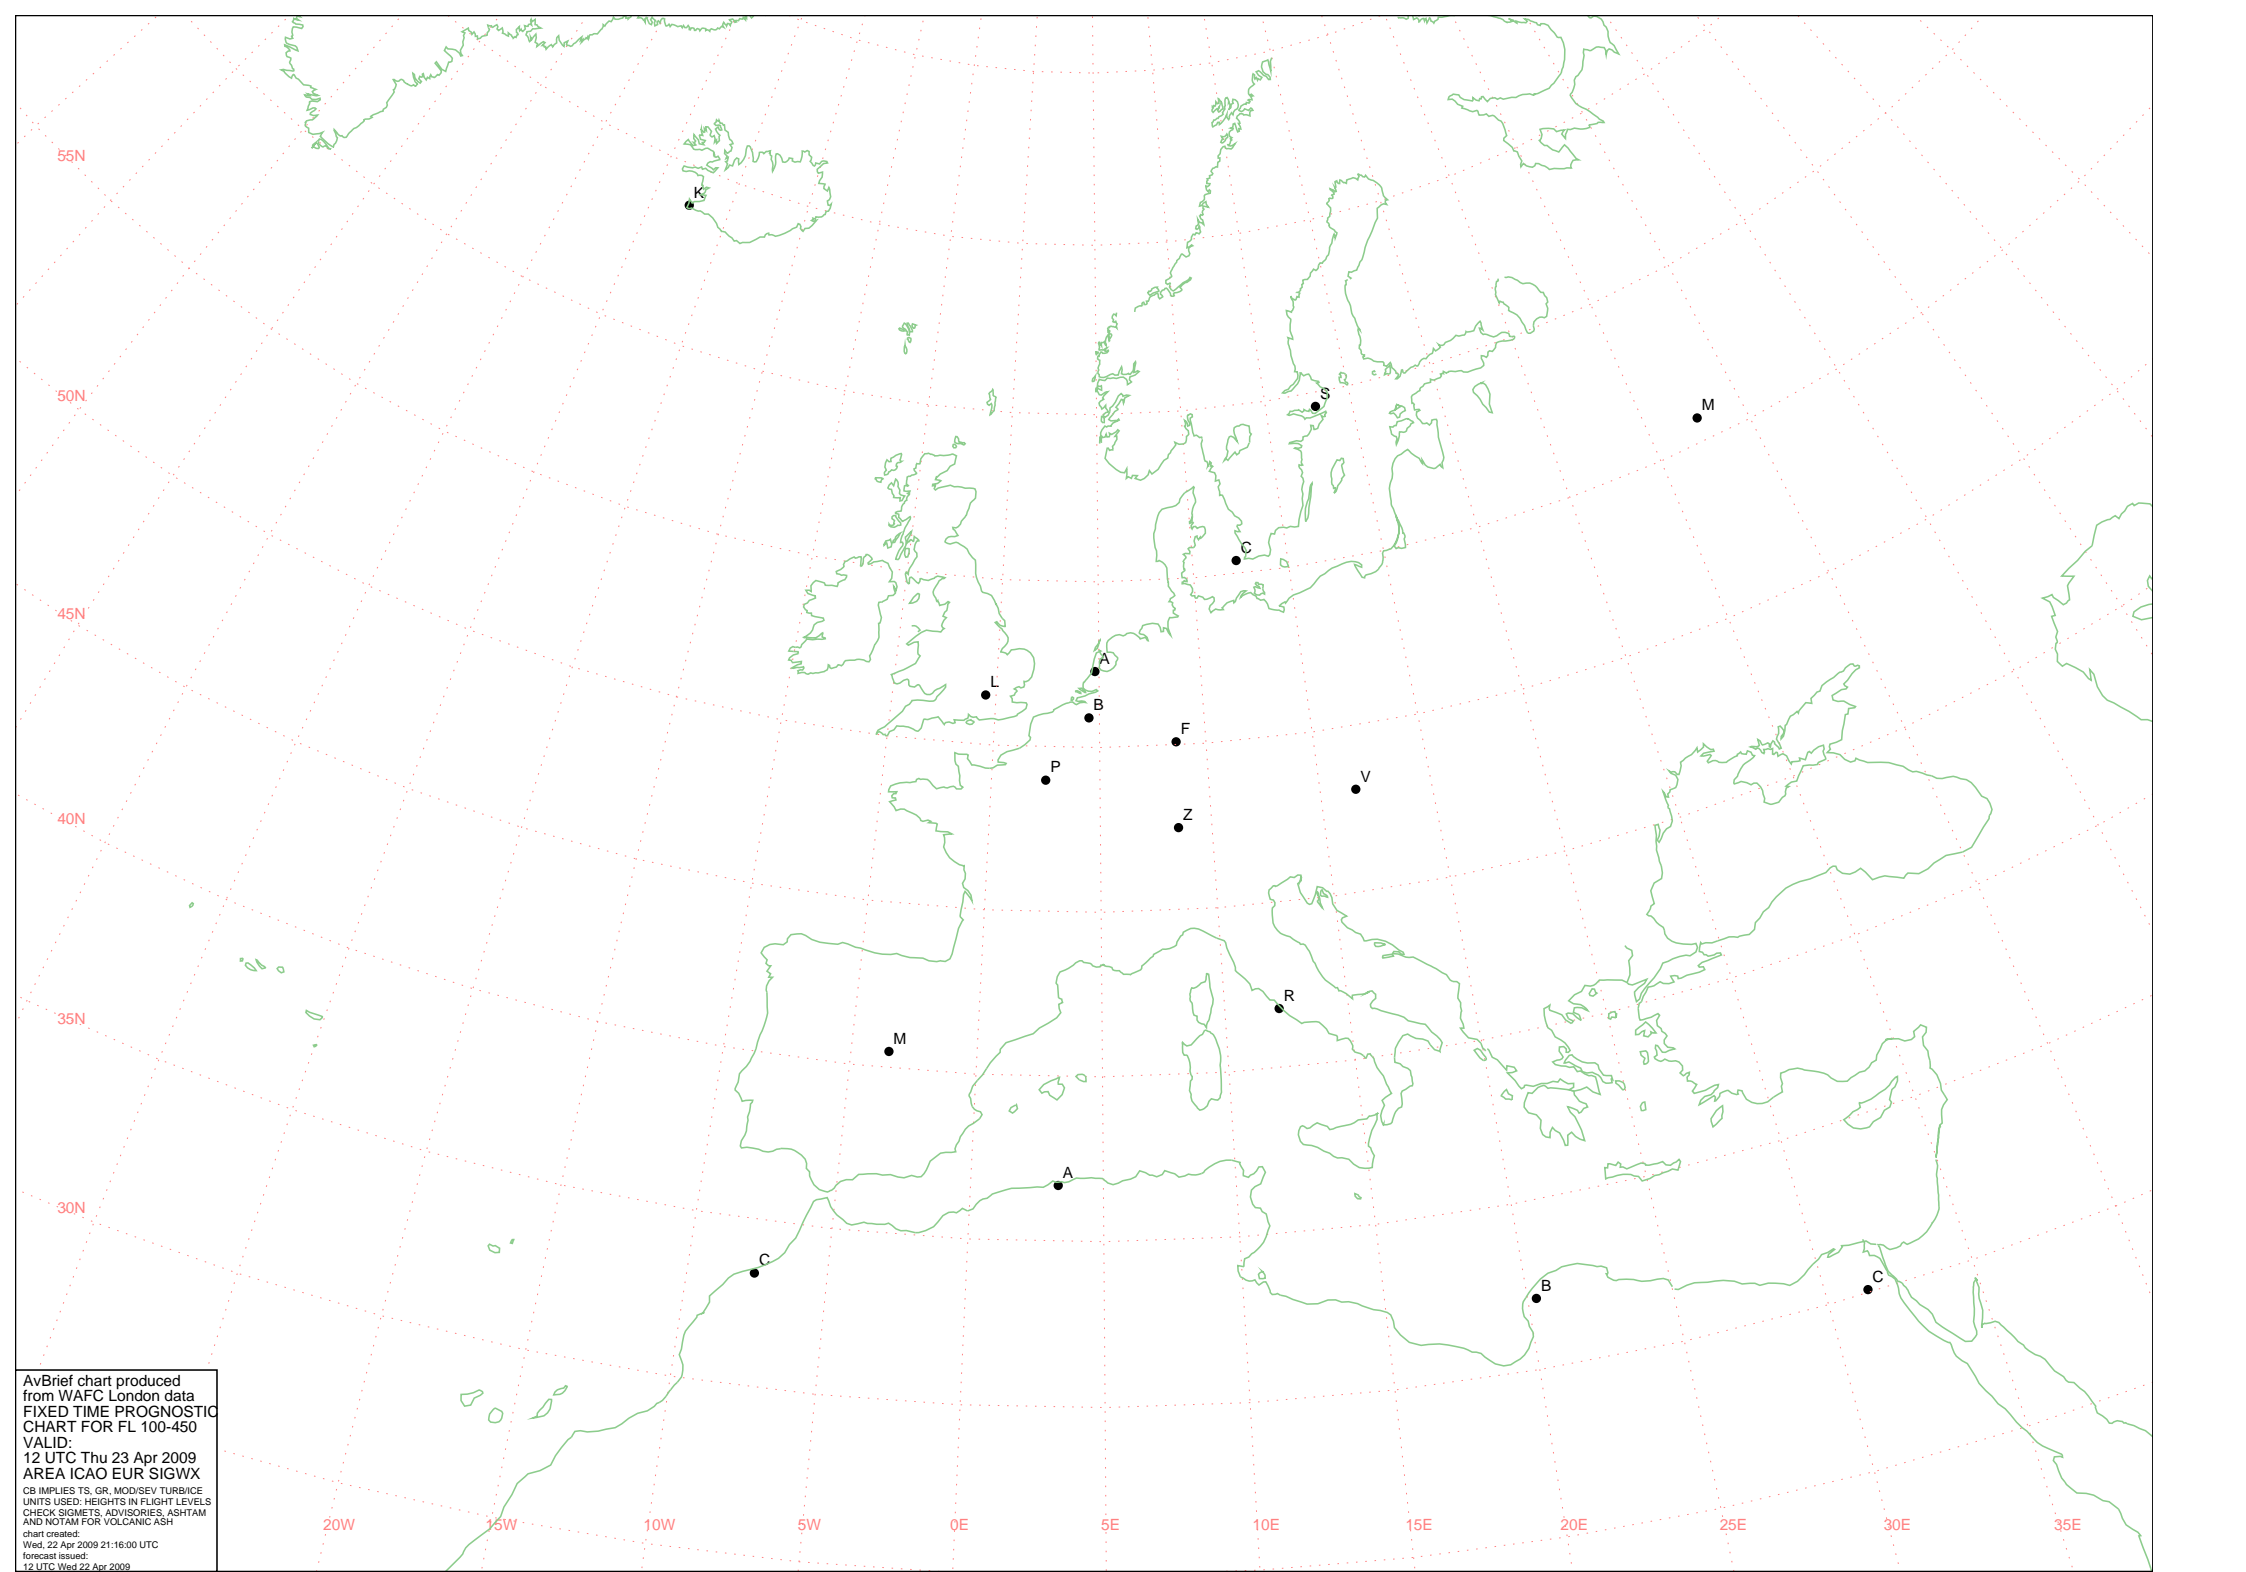 55N
K
50N
S
M
C
45N
A
L
B
F
P
V
Z
40N
R
35N
M
A
30N
C
C
B
AvBrief chart produced
from WAFC London data
FIXED TIME PROGNOSTIC
CHART FOR FL 100-450
VALID:
12 UTC Thu 23 Apr 2009
AREA ICAO EUR SIGWX
CB IMPLIES TS, GR, MOD/SEV TURB/ICE
UNITS USED: HEIGHTS IN FLIGHT LEVELS
CHECK SIGMETS, ADVISORIES, ASHTAM
AND NOTAM FOR VOLCANIC ASH
chart created:
Wed, 22 Apr 2009 21:16:00 UTC
forecast issued:
12 UTC Wed 22 Apr 2009
20W 15W 10W 5W 0E 5E 10E 15E 20E 25E 30E 35E